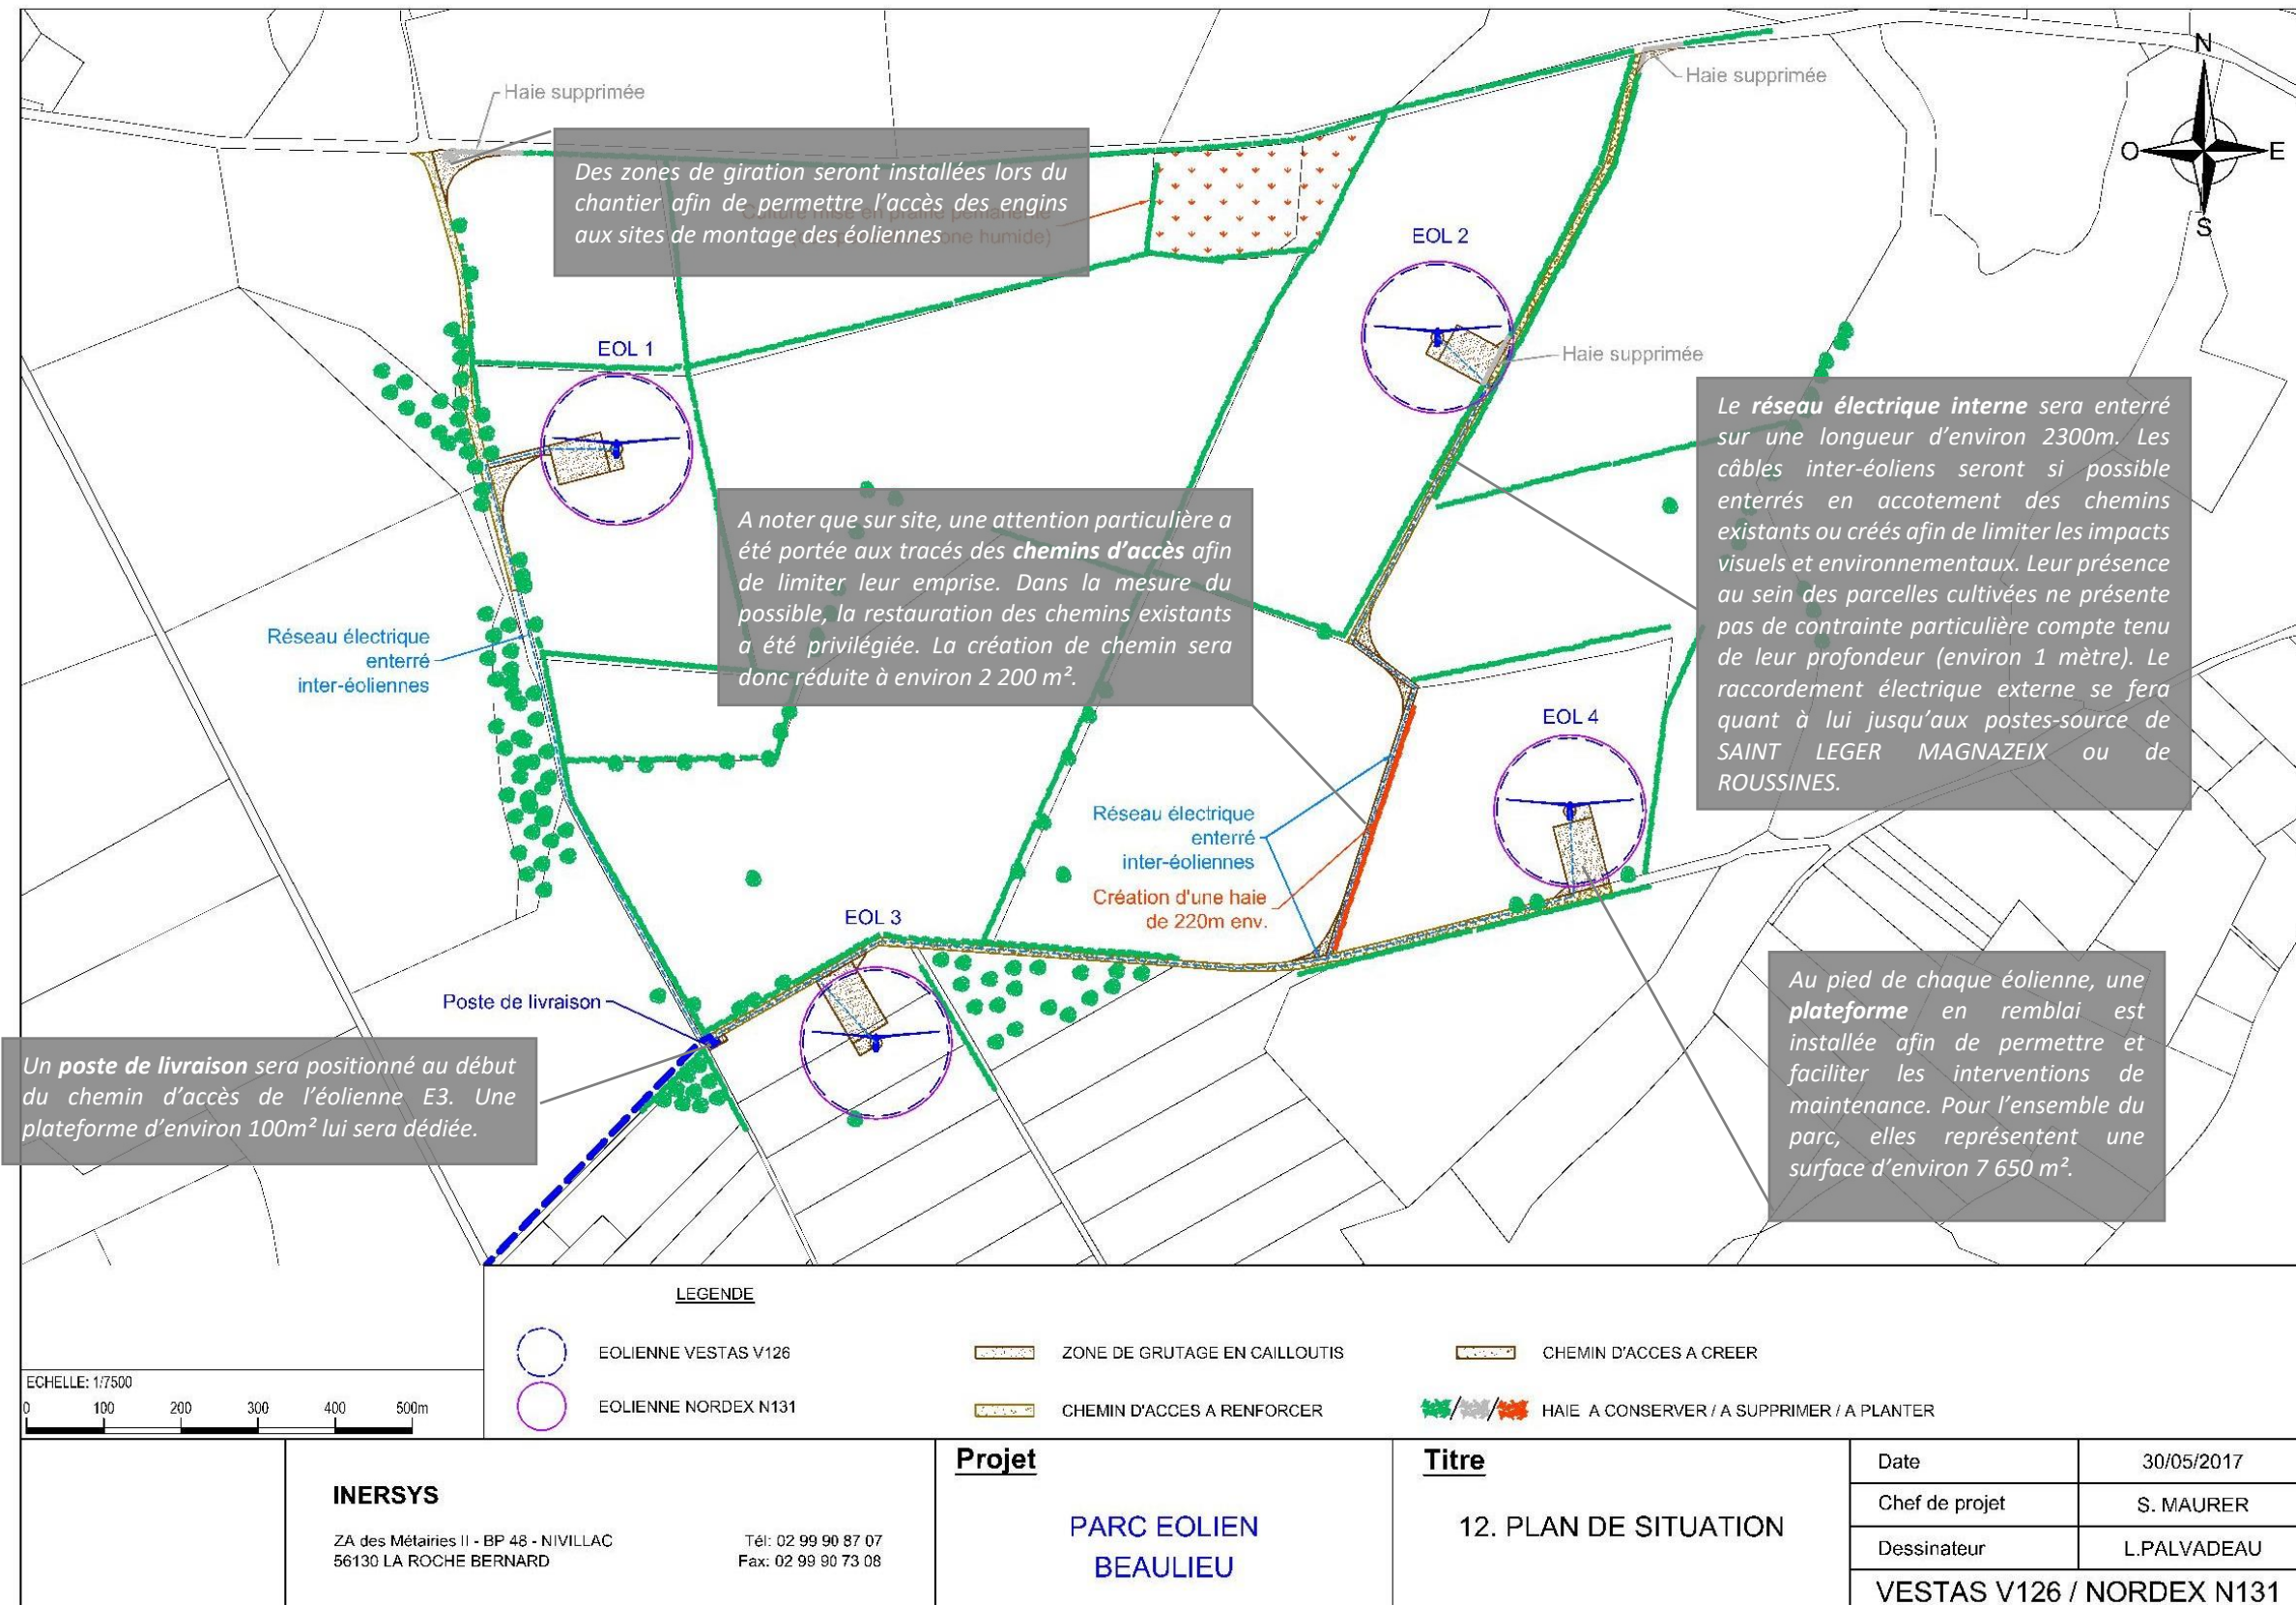 Haie supprimée
Haie supprimée
N
O
E
S
Des zones de giration seront installées lors du
chantier afin de permettre l’accès des engins
aux sites de montage des éoliennes
Culture mise en prairie permanente
zone humide)
EOL 2
EOL 1
Haie supprimée
Le réseau électrique interne sera enterré
sur une longueur d’environ 2300m. Les
câbles inter-éoliens seront si possible
enterrés en accotement des chemins
existants ou créés afin de limiter les impacts
visuels et environnementaux. Leur présence
au sein des parcelles cultivées ne présente
pas de contrainte particulière compte tenu
de leur profondeur (environ 1 mètre). Le
raccordement électrique externe se fera
quant à lui jusqu’aux postes-source de
SAINT LEGER MAGNAZEIX ou de
ROUSSINES.
A noter que sur site, une attention particulière a
été portée aux tracés des chemins d’accès afin
de limiter leur emprise. Dans la mesure du
possible, la restauration des chemins existants
a été privilégiée. La création de chemin sera
donc réduite à environ 2 200 m².
Réseau électrique
enterré
inter-éoliennes
EOL 4
Réseau électrique
enterré
inter-éoliennes
Création d'une haie
de 220m env.
EOL 3
Poste de livraison
Un poste de livraison sera positionné au début
du chemin d’accès de l’éolienne E3. Une
plateforme d’environ 100m² lui sera dédiée.
Au pied de chaque éolienne, une
plateforme en remblai est
installée afin de permettre et
faciliter les interventions de
maintenance. Pour l’ensemble du
parc, elles représentent une
surface d’environ 7 650 m².
LEGENDE
EOLIENNE VESTAS V126
ZONE DE GRUTAGE EN CAILLOUTIS
CHEMIN D'ACCES A CREER
EOLIENNE NORDEX N131
CHEMIN D'ACCES A RENFORCER
HAIE A CONSERVER / A SUPPRIMER / A PLANTER
ECHELLE: 1/7500
0 100 200 300 400 500m
INERSYS
ZA des Métairies II - BP 48 - NIVILLAC
56130 LA ROCHE BERNARD
Tél: 02 99 90 87 07
Fax: 02 99 90 73 08
Projet
PARC EOLIEN
BEAULIEU
Titre
12. PLAN DE SITUATION
Date 30/05/2017
Chef de projet S. MAURER
Dessinateur L.PALVADEAU
VESTAS V126 / NORDEX N131